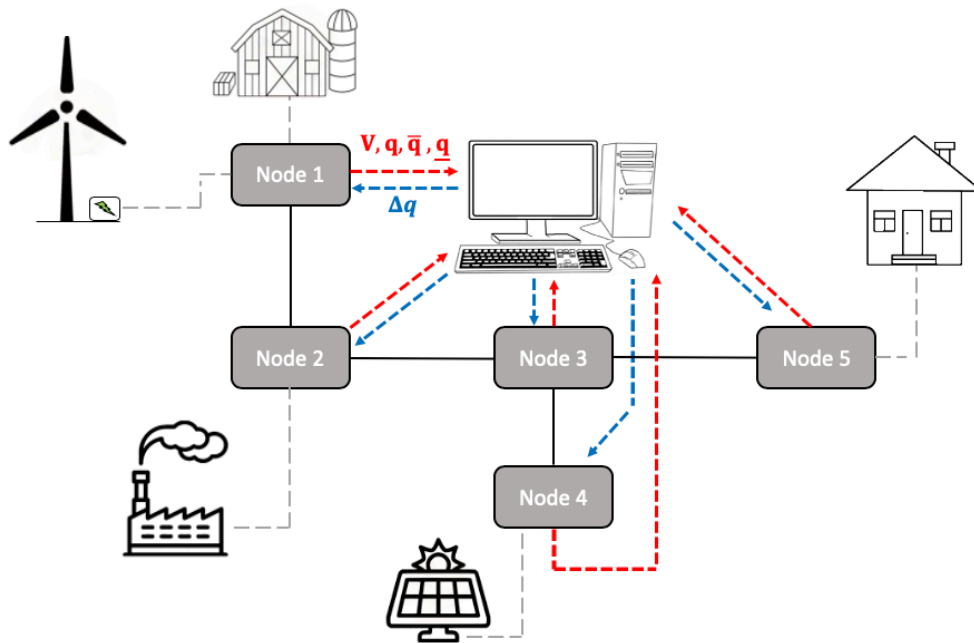 V, q, q̅, q̲
Node 1
Δq
Node 2
Node 3
Node 5
Node 4